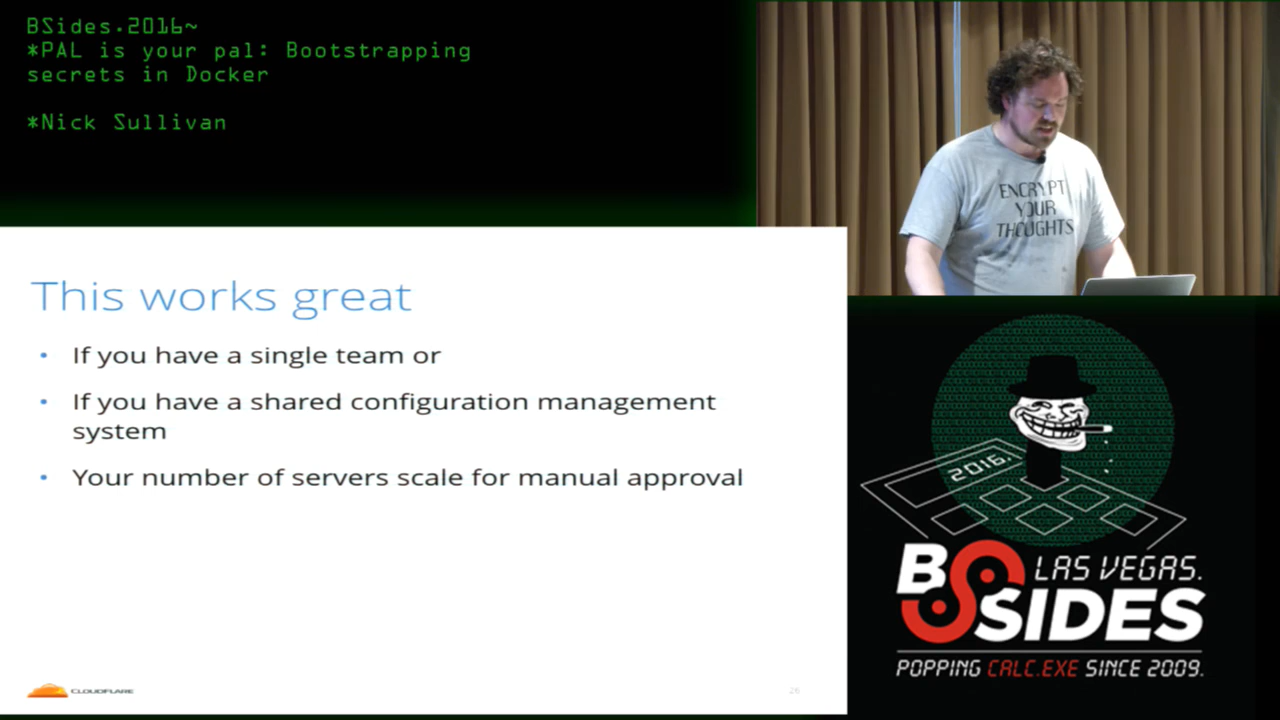 BSides.2016~
*PAL is your pal: Bootstrapping
secrets in Docker
*Nick Sullivan
ENCRYPT
YOUR
THOUGHTS
This works great
• If you have a single team or
• If you have a shared configuration management
system
• Your number of servers scale for manual approval
CLOUDFLARE
26
2016.
BSIDES
LAS VEGAS.
POPPING CALC.EXE SINCE 2009.